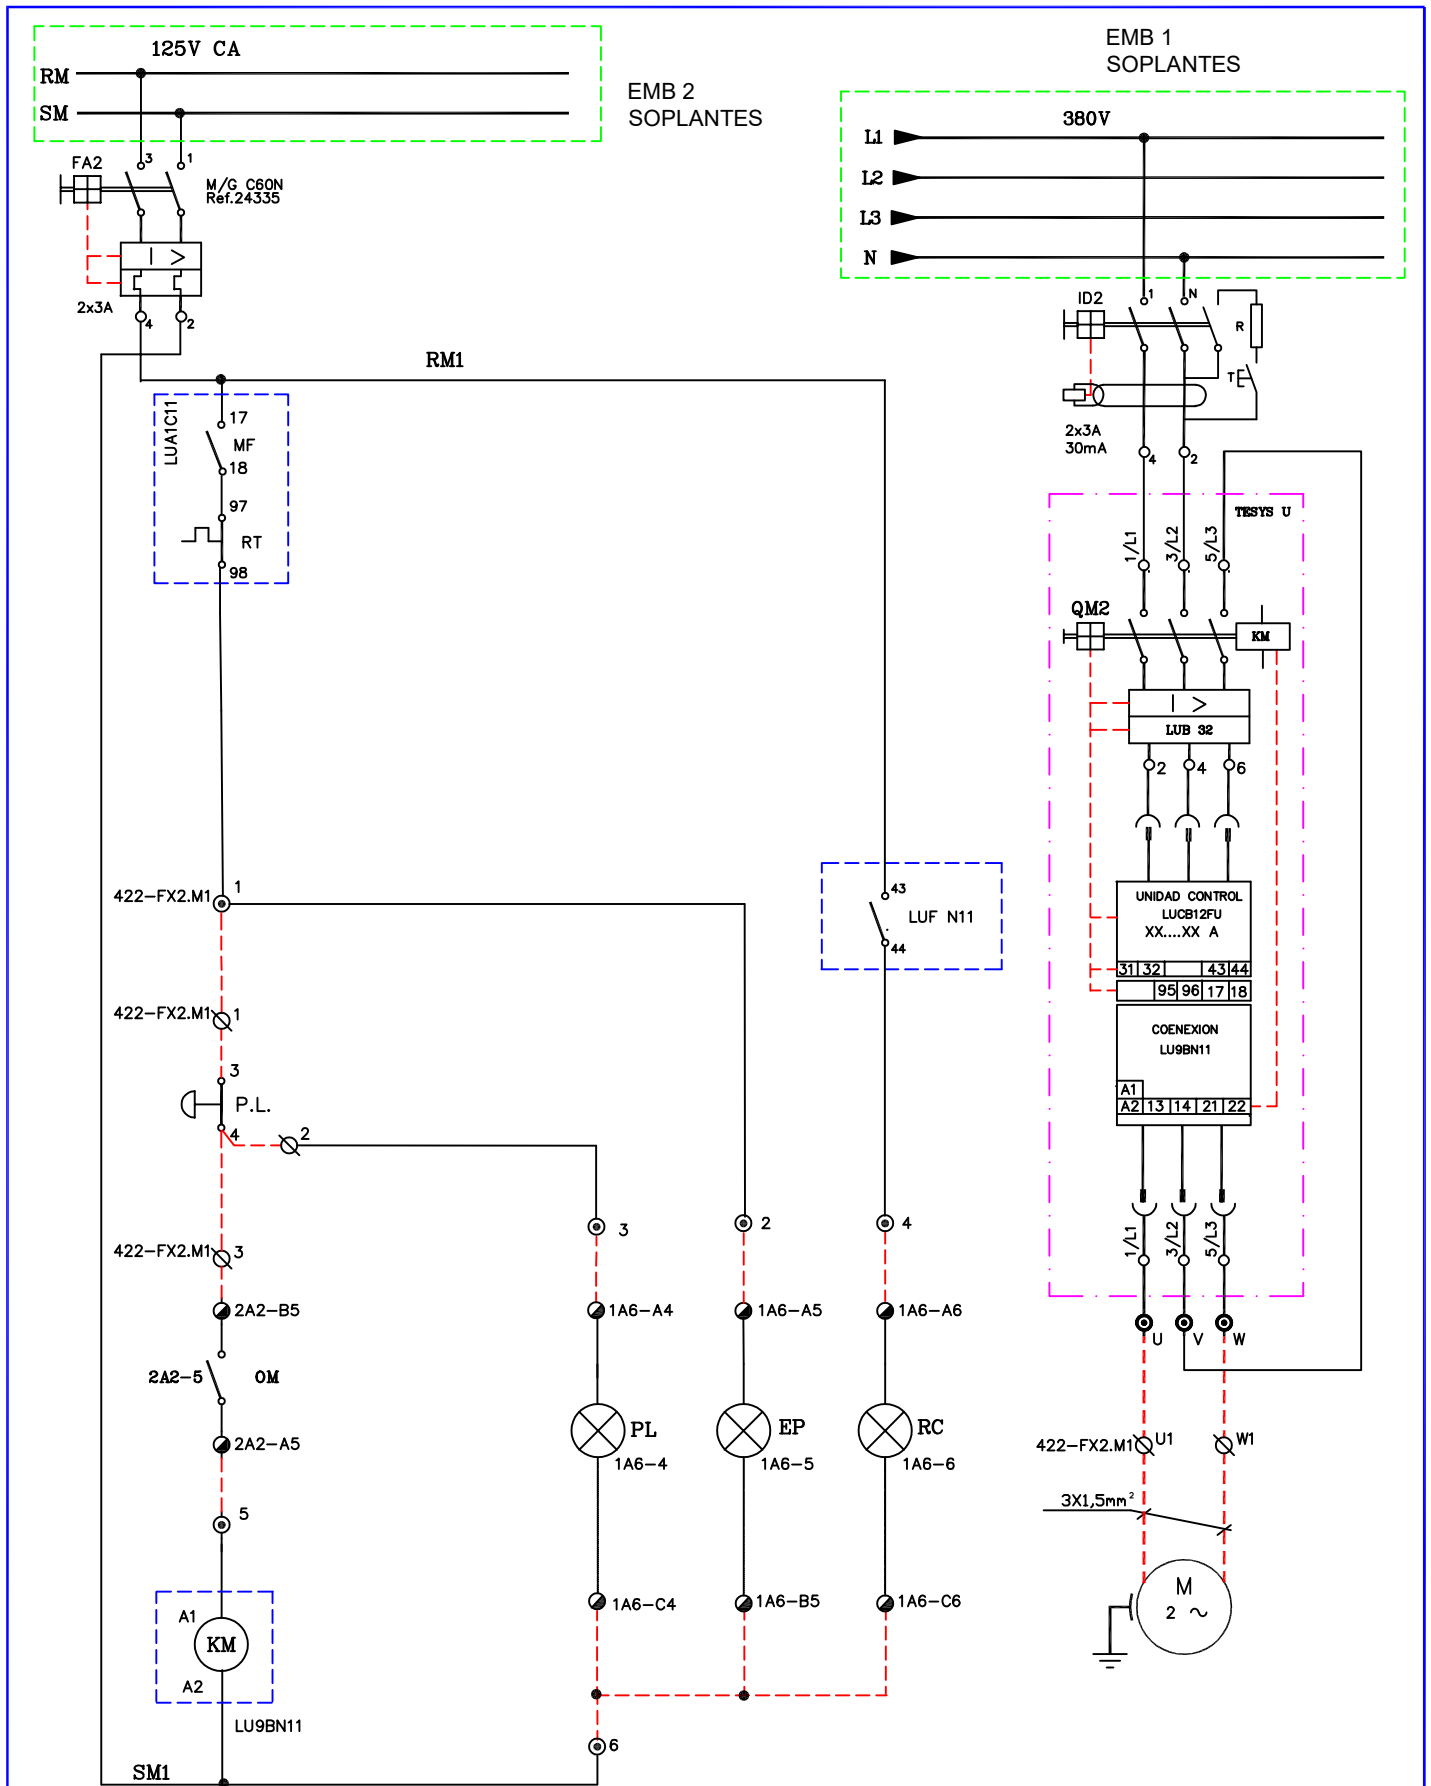 125V CA
RM
SM
EMB 2
SOPLANTES
EMB 1
SOPLANTES
380V
L1
L2
L3
N
FA2
3
1
M/G C60N
Ref.24335
I >
2x3A
4
2
RM1
LUA1C11
17
MF
18
97
RT
98
ID2
1
N
R
T
2x3A
30mA
4
2
TESYS U
1/L1
3/L2
5/L3
QM2
KM
I >
LUB 32
2
4
6
UNIDAD CONTROL
LUCB12FU
XX....XX A
31 32 43 44
95 96 17 18
COENEXION
LU9BN11
A1
A2 13 14 21 22
1/L1
3/L2
5/L3
U
V
W
422-FX2.M1
U1
W1
3X1,5mm²
M
2 ~
422-FX2.M1
1
43
LUF N11
44
422-FX2.M1
1
3
P.L.
4
2
3
2
4
422-FX2.M1
3
2A2-B5
1A6-A4
1A6-A5
1A6-A6
2A2-5
OM
PL
EP
RC
1A6-4
1A6-5
1A6-6
2A2-A5
5
A1
KM
A2
LU9BN11
1A6-C4
1A6-B5
1A6-C6
6
SM1